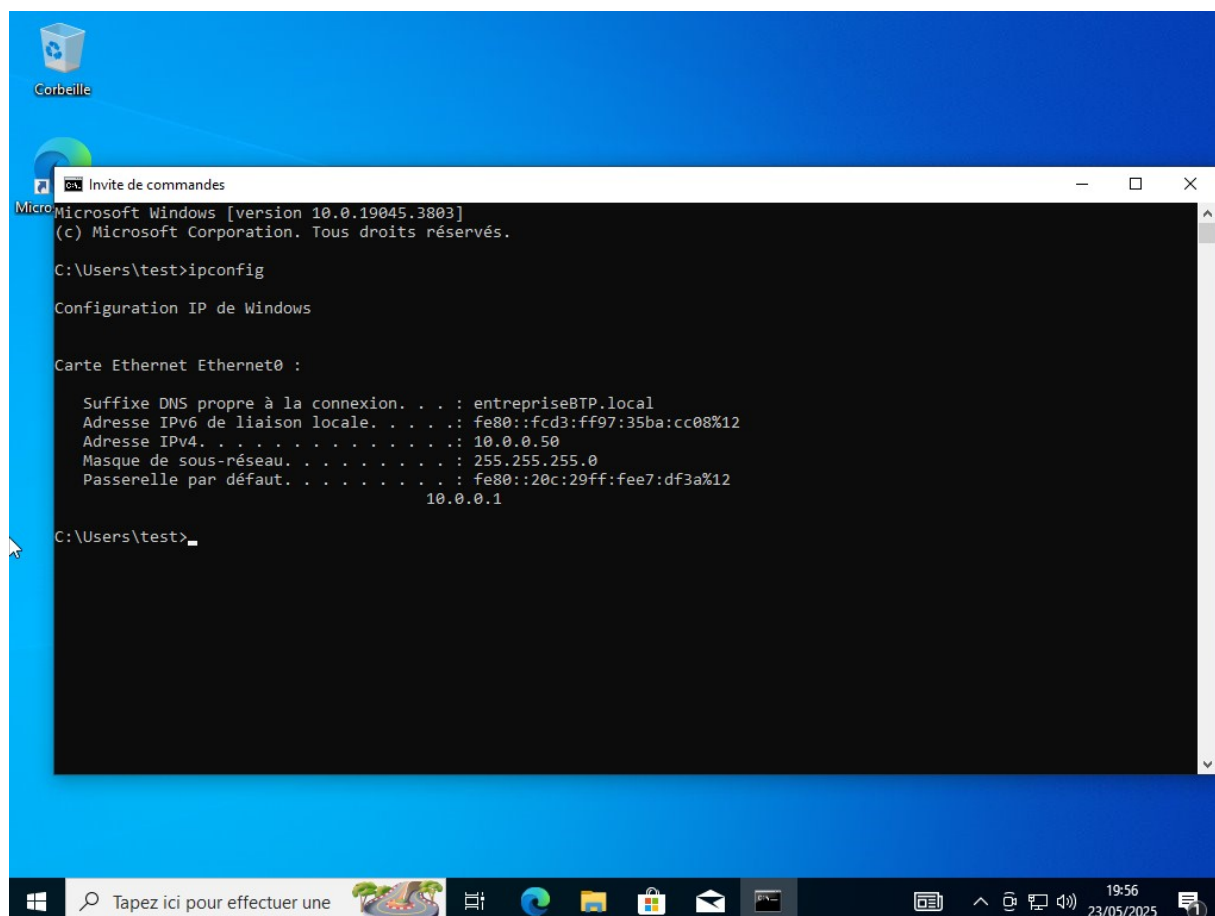 Corbeille
Invite de commandes
Micro
Microsoft Windows [version 10.0.19045.3803]
(c) Microsoft Corporation. Tous droits réservés.
C:\Users\test>ipconfig
Configuration IP de Windows
Carte Ethernet Ethernet0 :
Suffixe DNS propre à la connexion. . . : entrepriseBTP.local
Adresse IPv6 de liaison locale. . . . .: fe80::fcd3:ff97:35ba:cc08%12
Adresse IPv4. . . . . . . . . . . . . .: 10.0.0.50
Masque de sous-réseau. . . . . . . . . : 255.255.255.0
Passerelle par défaut. . . . . . . . . : fe80::20c:29ff:fee7:df3a%12
10.0.0.1
C:\Users\test>
Tapez ici pour effectuer une
19:56
23/05/2025
1